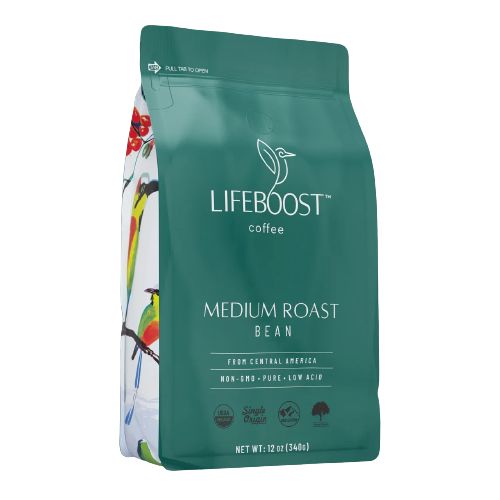 PULL TAB TO OPEN
LIFEBOOST™
coffee
MEDIUM ROAST
BEAN
FROM CENTRAL AMERICA
NON-GMO • PURE • LOW ACID
USDA
Single
Origin
NET WT: 12 oz (340g)